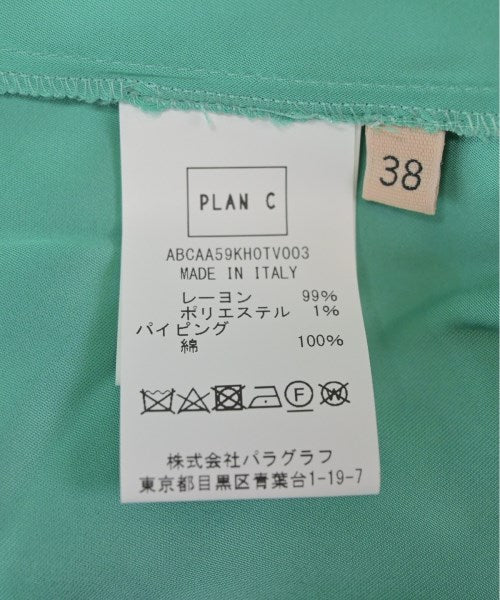 PLAN C
38
ABCAA59KH0TV003
MADE IN ITALY
レーヨン 99%
ポリエステル 1%
パイピング
綿 100%
F
W
株式会社パラグラフ
東京都目黒区青葉台1-19-7